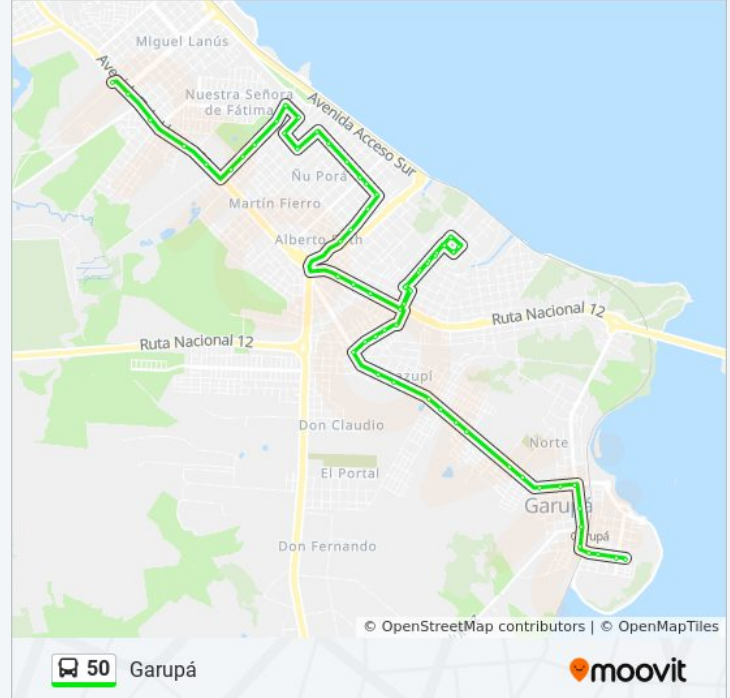 Miguel Lanús
Nuestra Señora
de Fátima
Avenida Acceso Sur
Ñu Porá
Martín Fierro
Alberto
Ruta Nacional 12
Ruta Nacional 12
Don Claudio
Norte
El Portal
Garupá
Garupá
Don Fernando
© OpenStreetMap contributors | © OpenMapTiles
50 Garupá
moovit